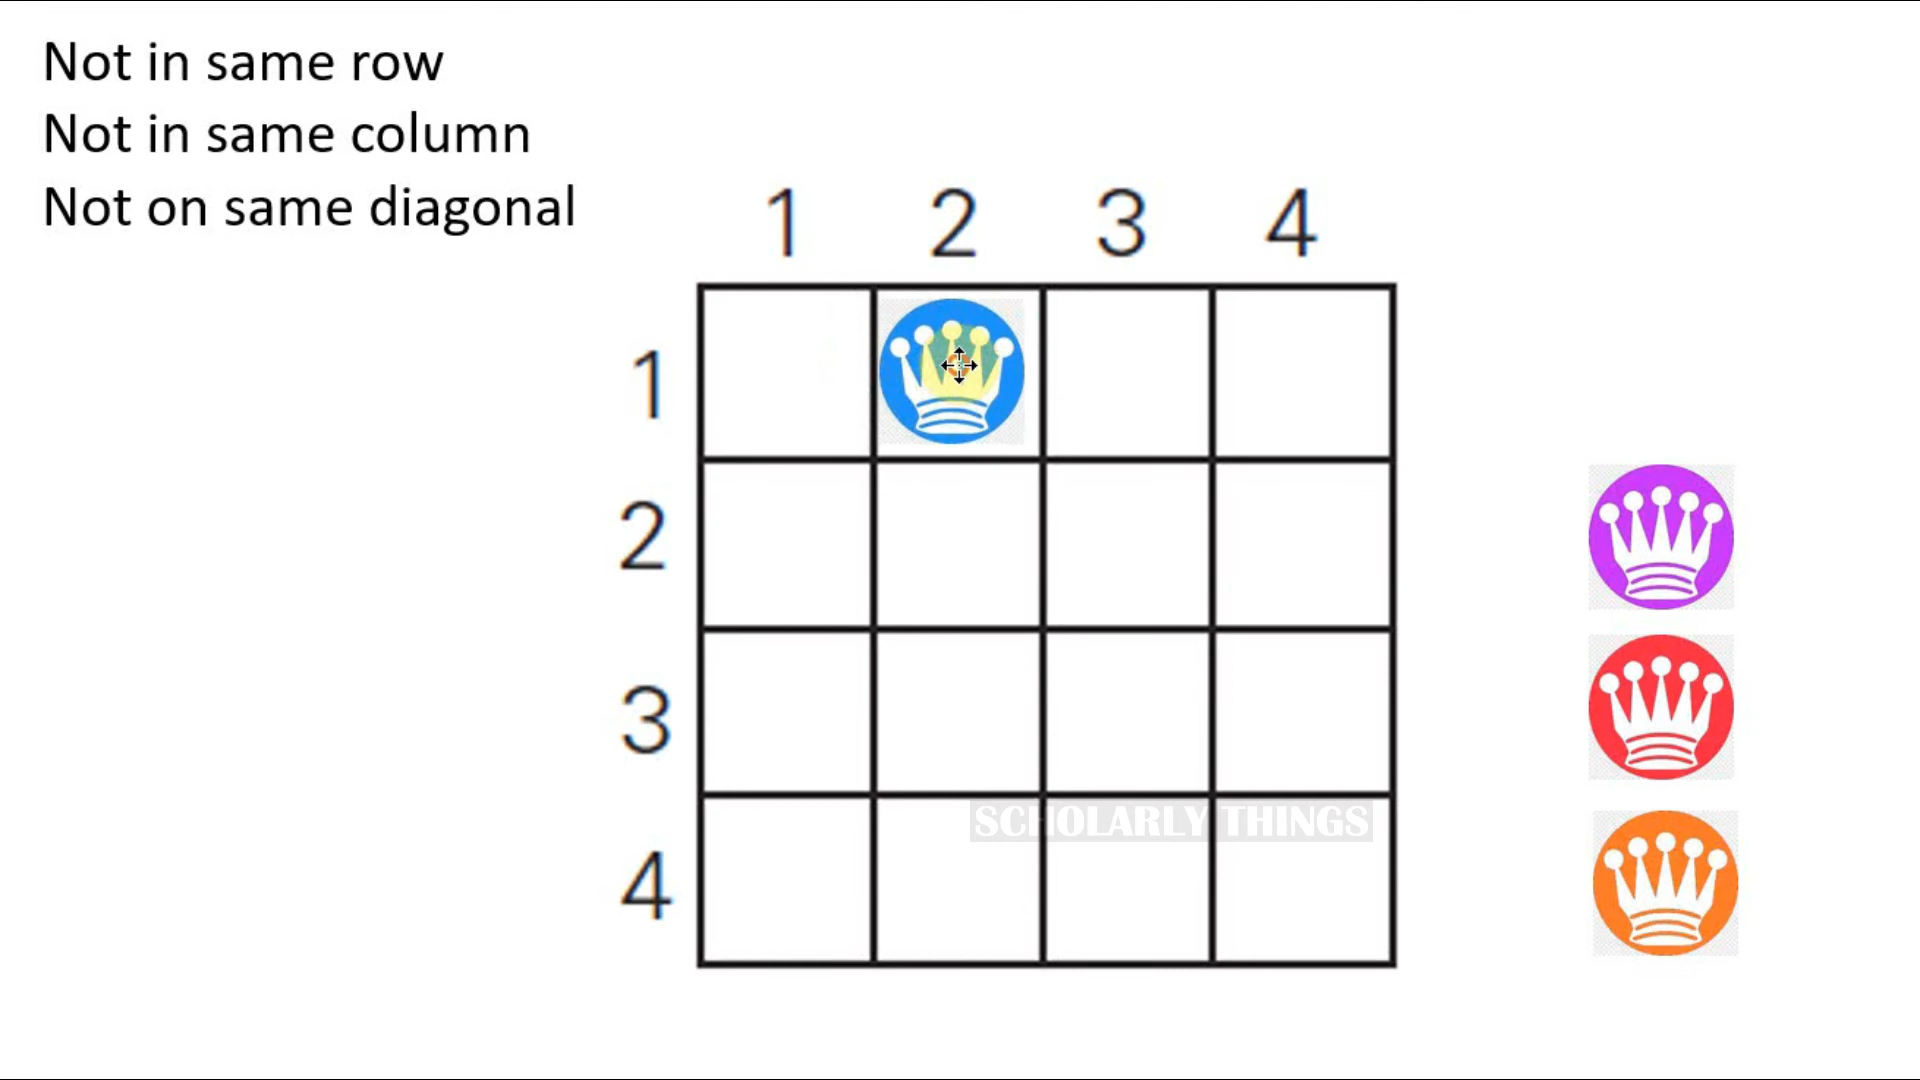 Not in same row
Not in same column
Not on same diagonal
1 2 3 4
1
2
3
4
SCHOLARLY THINGS